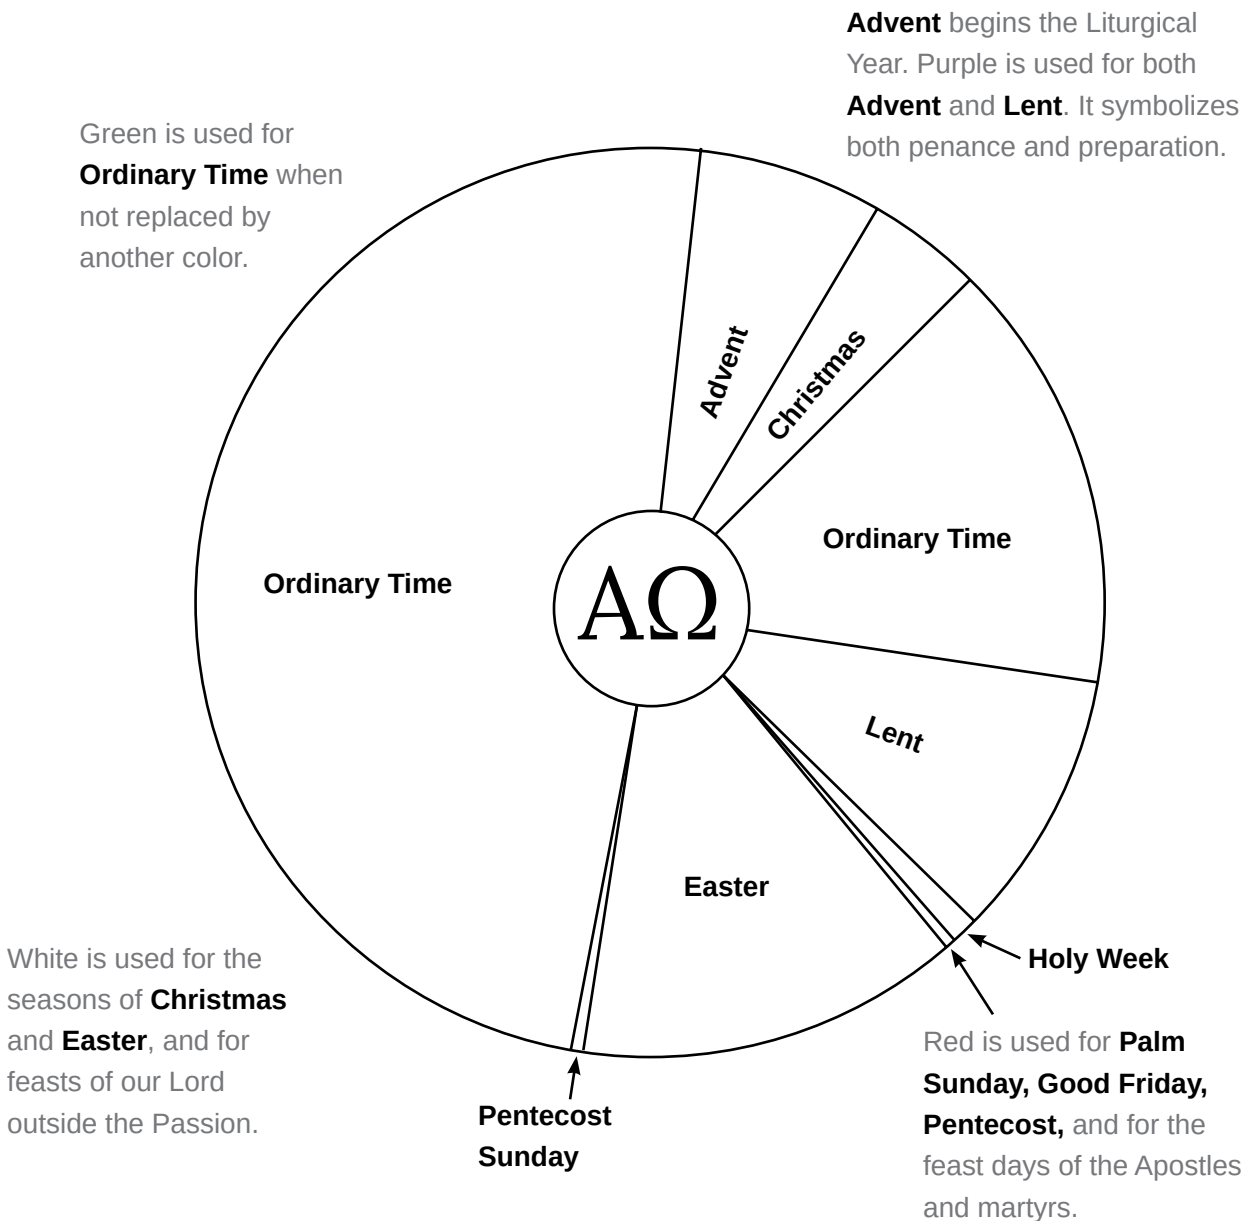 Advent begins the Liturgical
Year. Purple is used for both
Advent and Lent. It symbolizes
both penance and preparation.
Green is used for
Ordinary Time when
not replaced by
another color.
Advent
Christmas
Ordinary Time
Ordinary Time
ΑΩ
Lent
Easter
Holy Week
White is used for the
seasons of Christmas
and Easter, and for
feasts of our Lord
outside the Passion.
Pentecost
Sunday
Red is used for Palm
Sunday, Good Friday,
Pentecost, and for the
feast days of the Apostles
and martyrs.